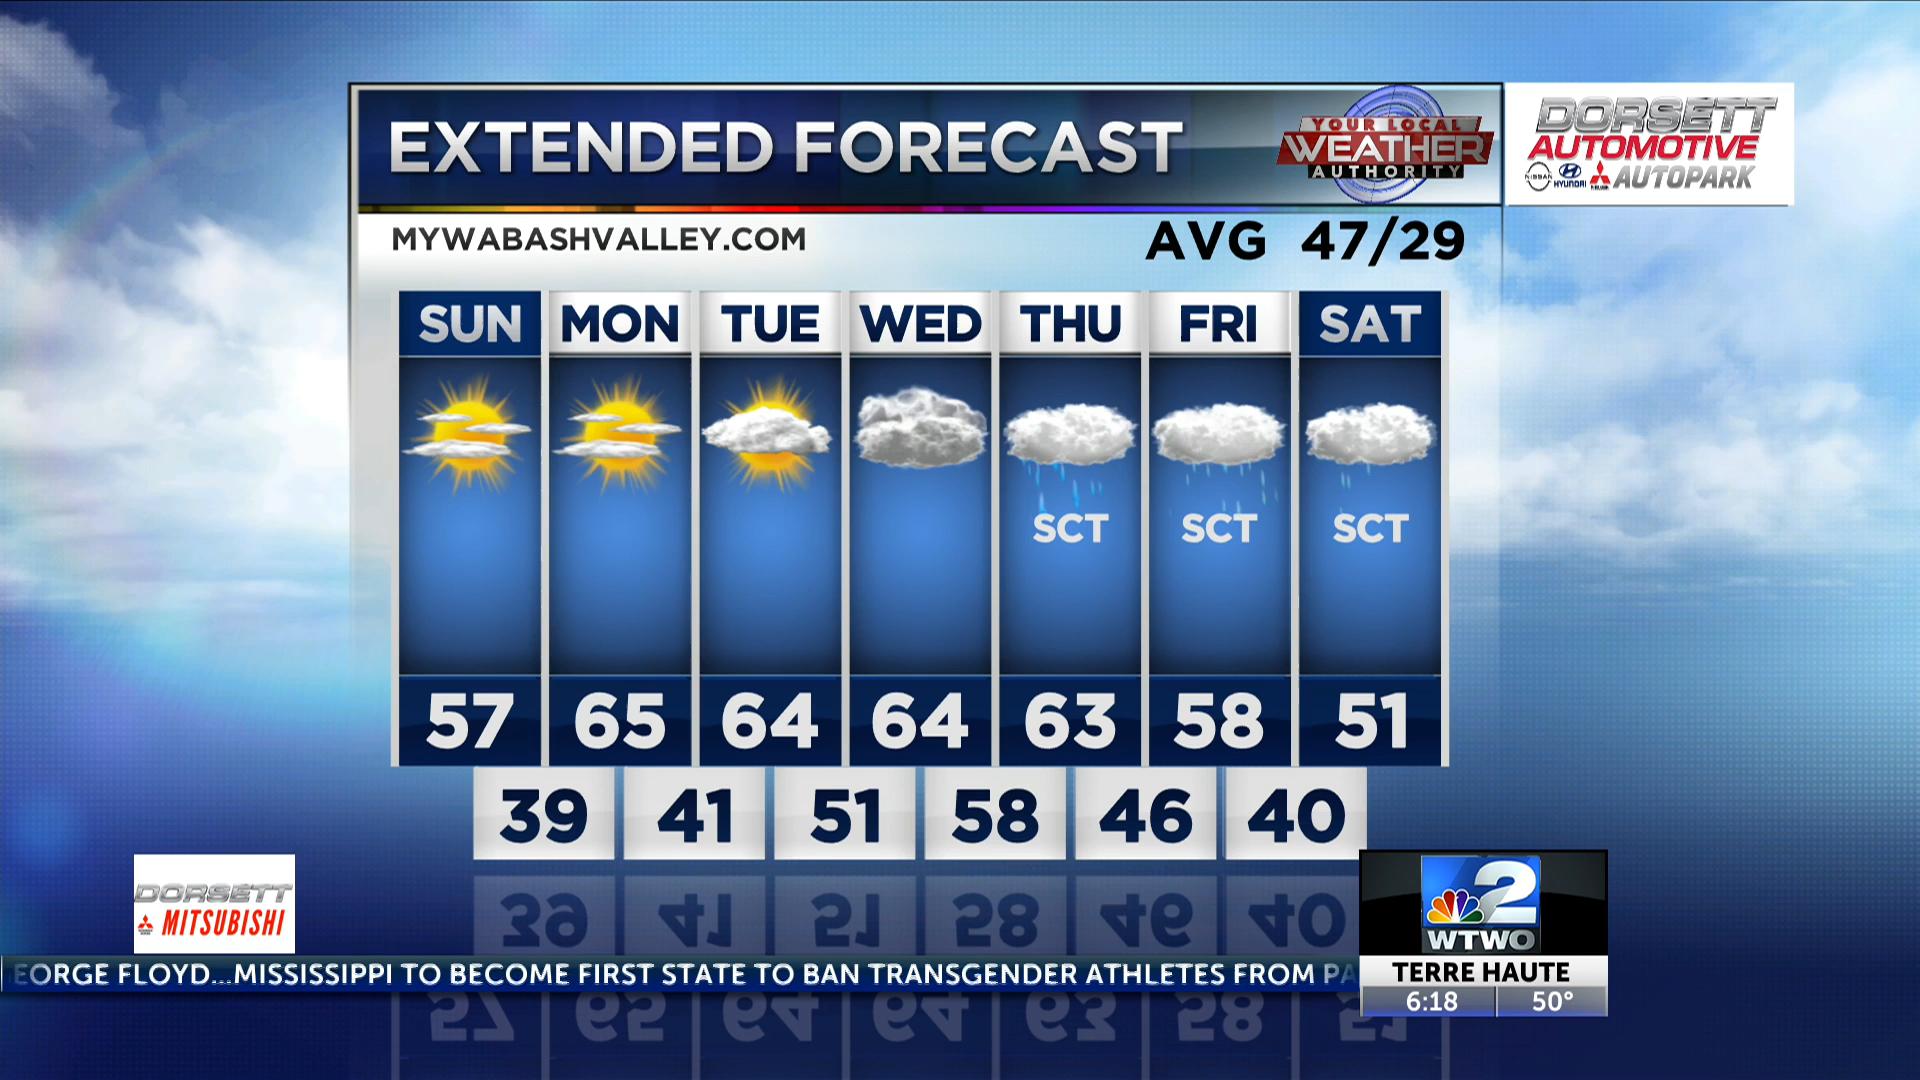 EXTENDED FORECAST
YOUR LOCAL
WEATHER
AUTHORITY
DORSETT
AUTOMOTIVE
NISSAN HYUNDAI AUTOPARK
MYWABASHVALLEY.COM AVG 47/29
SUN MON TUE WED THU FRI SAT
SCT SCT SCT
57 65 64 64 63 58 51
39 41 51 58 46 40
DORSETT
MITSUBISHI
2
WTWO
EORGE FLOYD...MISSISSIPPI TO BECOME FIRST STATE TO BAN TRANSGENDER ATHLETES FROM PA
TERRE HAUTE
6:18 50°